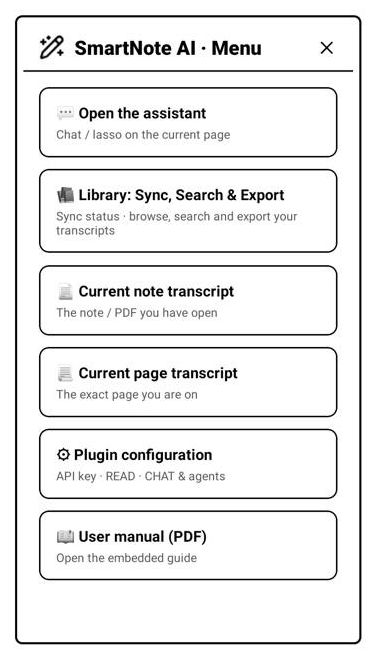 SmartNote AI · Menu
Open the assistant
Chat / lasso on the current page
Library: Sync, Search & Export
Sync status · browse, search and export your
transcripts
Current note transcript
The note / PDF you have open
Current page transcript
The exact page you are on
Plugin configuration
API key · READ · CHAT & agents
User manual (PDF)
Open the embedded guide